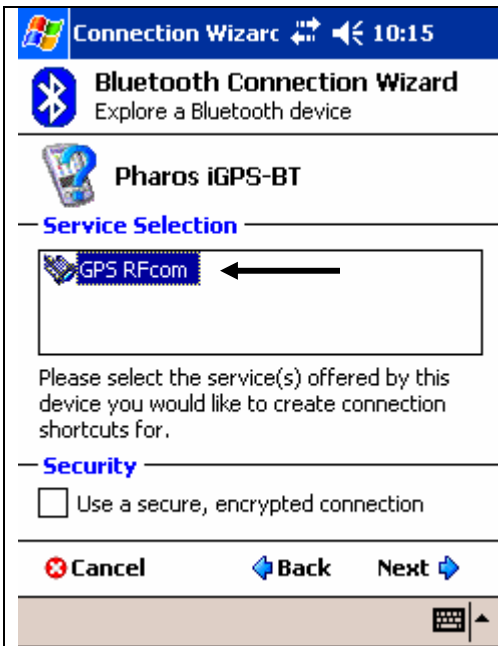 Connection Wizarc 10:15
Bluetooth Connection Wizard
Explore a Bluetooth device
Pharos iGPS-BT
Service Selection
GPS RFcom
Please select the service(s) offered by this
device you would like to create connection
shortcuts for.
Security
Use a secure, encrypted connection
Cancel Back Next